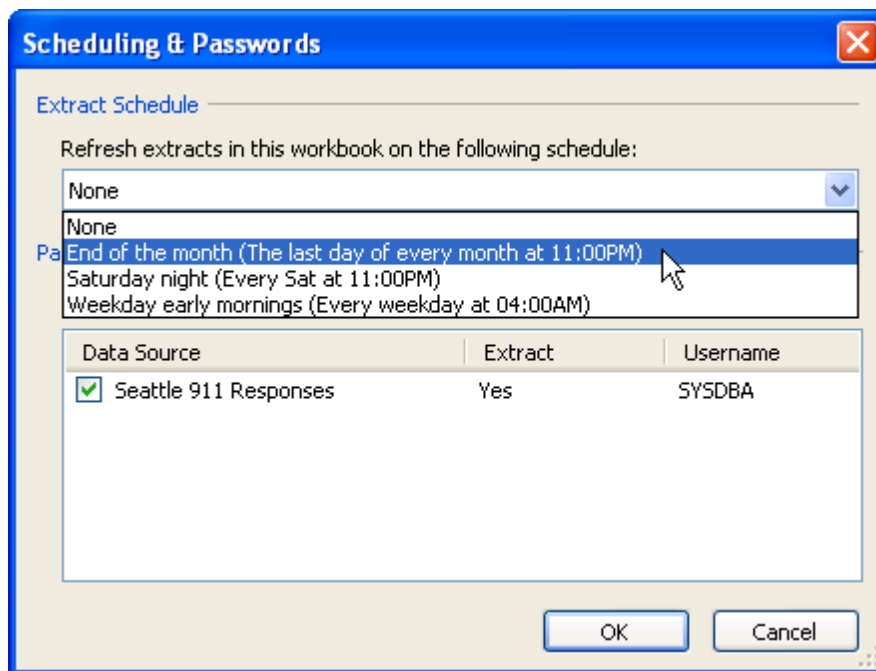 Scheduling & Passwords
Extract Schedule
Refresh extracts in this workbook on the following schedule:
None
None
Pa End of the month (The last day of every month at 11:00PM)
Saturday night (Every Sat at 11:00PM)
Weekday early mornings (Every weekday at 04:00AM)
Data Source Extract Username
Seattle 911 Responses Yes SYSDBA
OK Cancel